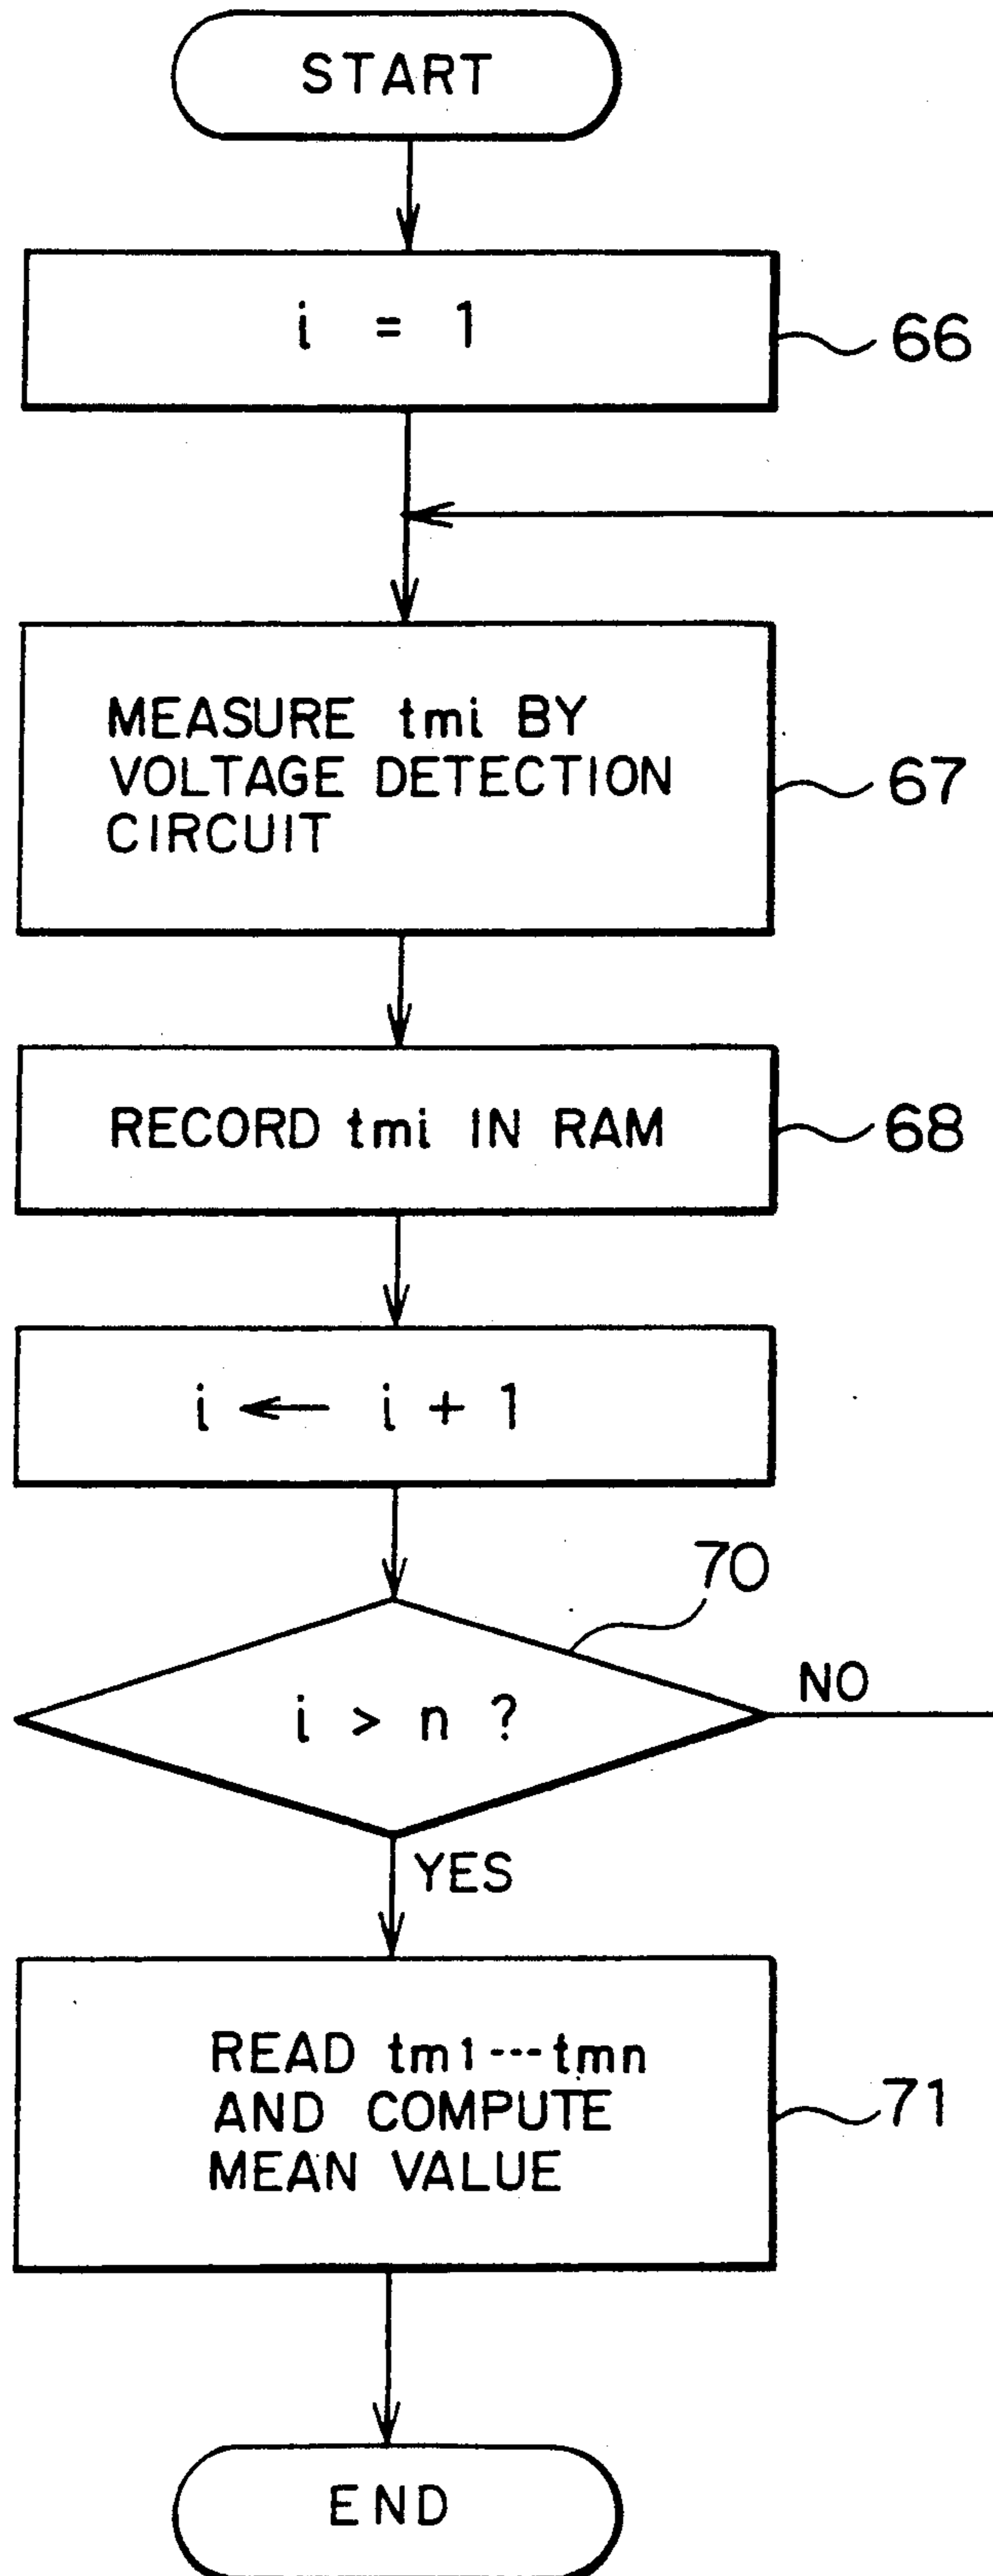 START
i = 1
66
MEASURE tmi BY
VOLTAGE DETECTION
CIRCUIT
67
RECORD tmi IN RAM
68
i ← i + 1
70
i > n ?
NO
YES
READ tm1---tmn
AND COMPUTE
MEAN VALUE
71
END